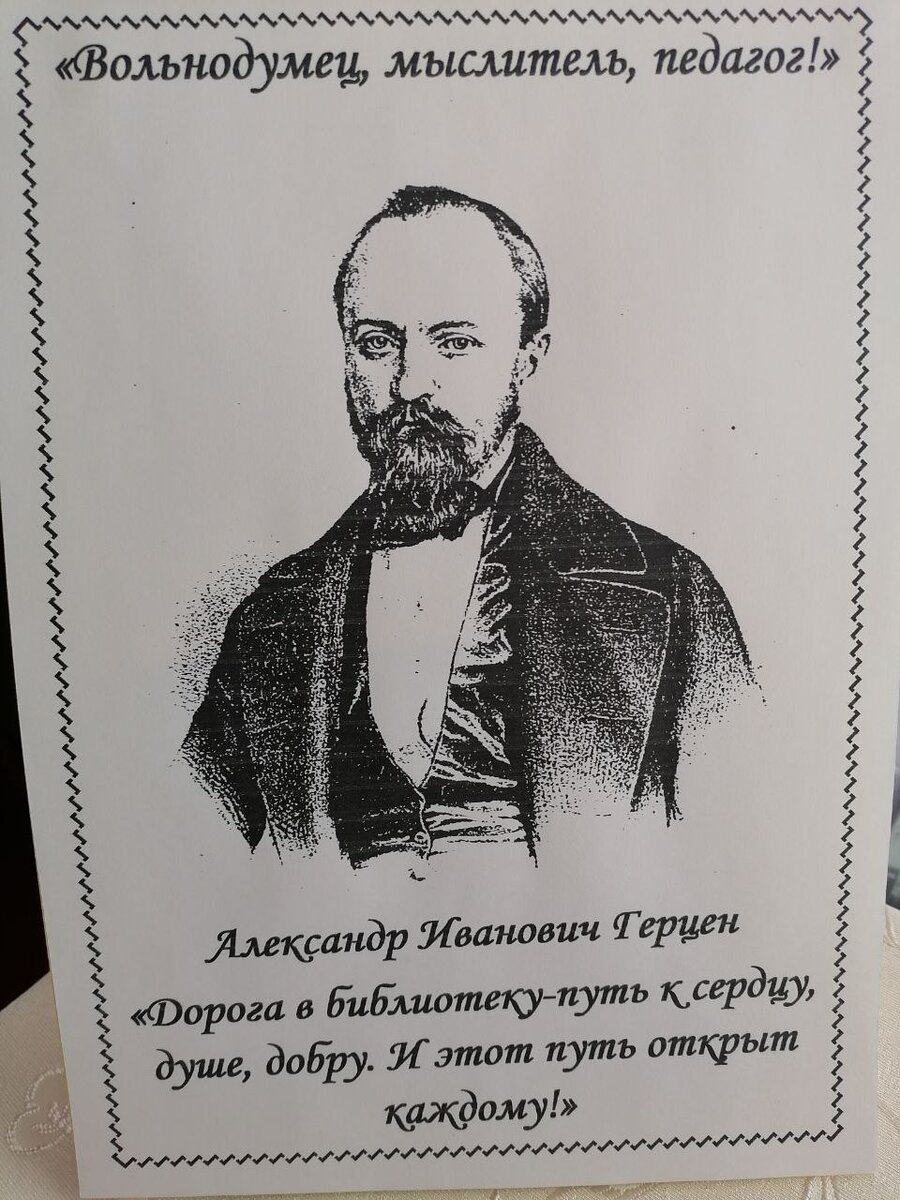 «Вольнодумец, мыслитель, педагог!»
Александр Иванович Герцен
«Дорога в библиотеку-путь к сердцу,
душе, добру. И этот путь открыт
каждому!»